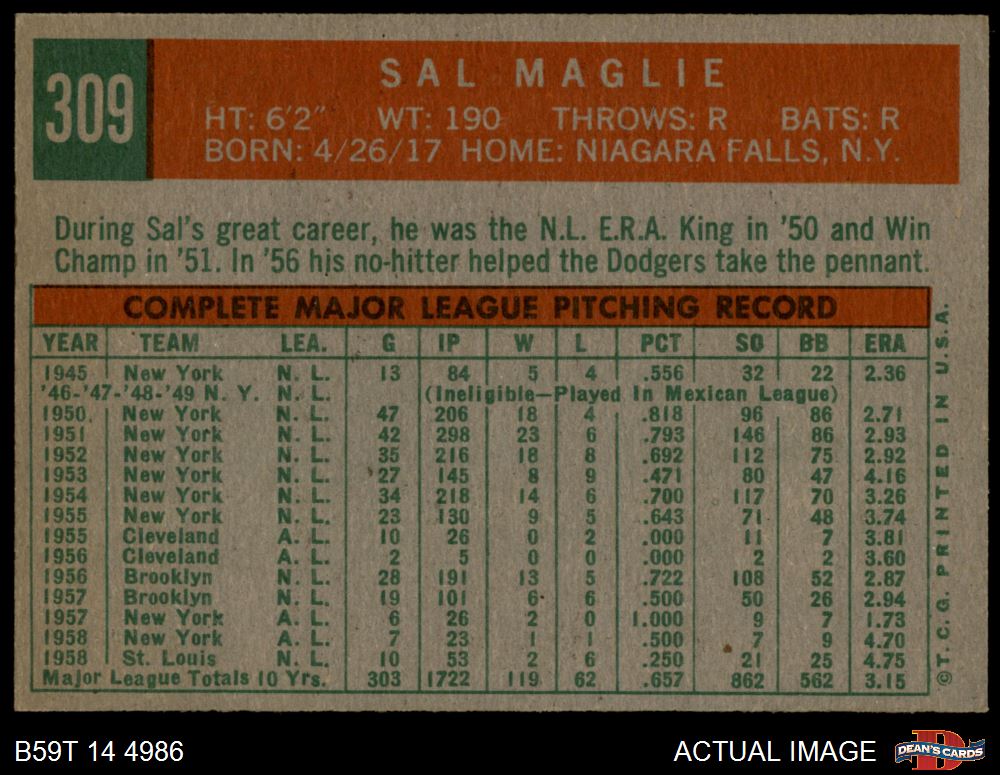 309
SAL MAGLIE
HT: 6'2" WT: 190 THROWS: R BATS: R
BORN: 4/26/17 HOME: NIAGARA FALLS, N.Y.
During Sal's great career, he was the N.L. E.R.A. King in '50 and Win
Champ in '51. In '56 his no-hitter helped the Dodgers take the pennant.
COMPLETE MAJOR LEAGUE PITCHING RECORD
YEAR TEAM LEA. G IP W L PCT SO BB ERA
1945 New York N. L. 13 84 5 4 .556 32 22 2.36
'46-'47-'48-'49 N. Y. N. L. (Ineligible—Played In Mexican League)
1950. New York N. L. 47 206 18 4 .818 96 86 2.71
1951 New York N. L. 42 298 23 6 .793 146 86 2.93
1952 New York N. L. 35 216 18 8 .692 112 75 2.92
1953 New York N. L. 27 145 8 9 .471 80 47 4.16
1954 New York N. L. 34 218 14 6 .700 117 70 3.26
1955 New York N. L. 23 130 9 5 .643 71 48 3.74
1955 Cleveland A. L. 10 26 0 2 .000 11 7 3.81
1956 Cleveland A. L. 2 5 0 0 .000 2 2 3.60
1956 Brooklyn N. L. 28 191 13 5 .722 108 52 2.87
1957 Brooklyn N. L. 19 101 6 6 .500 50 26 2.94
1957 New York A. L. 6 26 2 0 1.000 9 7 1.73
1958 New York A. L. 7 23 1 1 .500 7 9 4.70
1958 St. Louis N. L. 10 53 2 6 .250 21 25 4.75
Major League Totals 10 Yrs. 303 1722 119 62 .657 862 562 3.15
©T. C. G. PRINTED IN U.S.A.
B59T 14 4986
ACTUAL IMAGE
DEAN'S CARDS